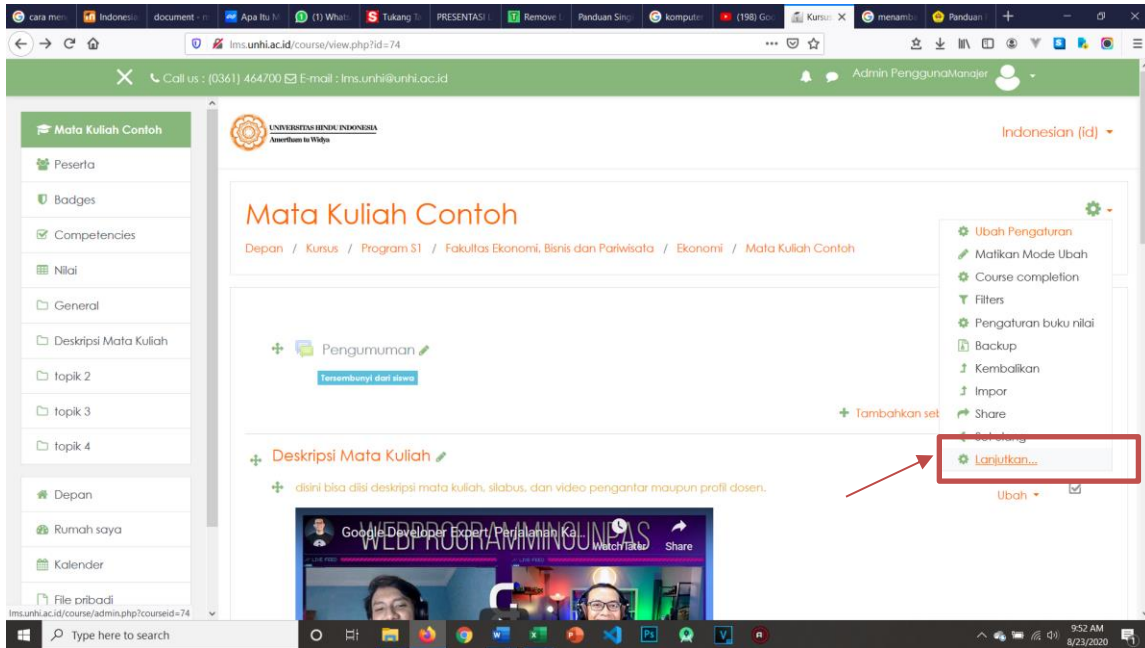 cara men
Indonesia
document - n
Apa Itu M
(1) Whats
Tukang Ta
PRESENTASI L
Remove b
Panduan Sing
komputer
(198) Goo
Kursus
menamba
Panduan
lms.unhi.ac.id/course/view.php?id=74
Call us : (0361) 464700 E-mail : lms.unhi@unhi.ac.id
Admin PenggunaManajer
Mata Kuliah Contoh
Peserta
Badges
Competencies
Nilai
General
Deskripsi Mata Kuliah
topik 2
topik 3
topik 4
Depan
Rumah saya
Kalender
File pribadi
lms.unhi.ac.id/course/admin.php?courseid=74
UNIVERSITAS HINDU INDONESIA
Amertham tu Widya
Indonesian (id)
Mata Kuliah Contoh
Depan / Kursus / Program S1 / Fakultas Ekonomi, Bisnis dan Pariwisata / Ekonomi / Mata Kuliah Contoh
Ubah Pengaturan
Matikan Mode Ubah
Course completion
Filters
Pengaturan buku nilai
Backup
Kembalikan
Impor
Share
Set ulang
Lanjutkan...
Pengumuman
Tersembunyi dari siswa
Tambahkan seb
Deskripsi Mata Kuliah
disini bisa diisi deskripsi mata kuliah, silabus, dan video pengantar maupun profil dosen.
Ubah
Google Developer Expert, Perjalanan Ka...
WEBPROGRAMMINGUNPAS
Watch later
Share
Type here to search
9:52 AM
8/23/2020